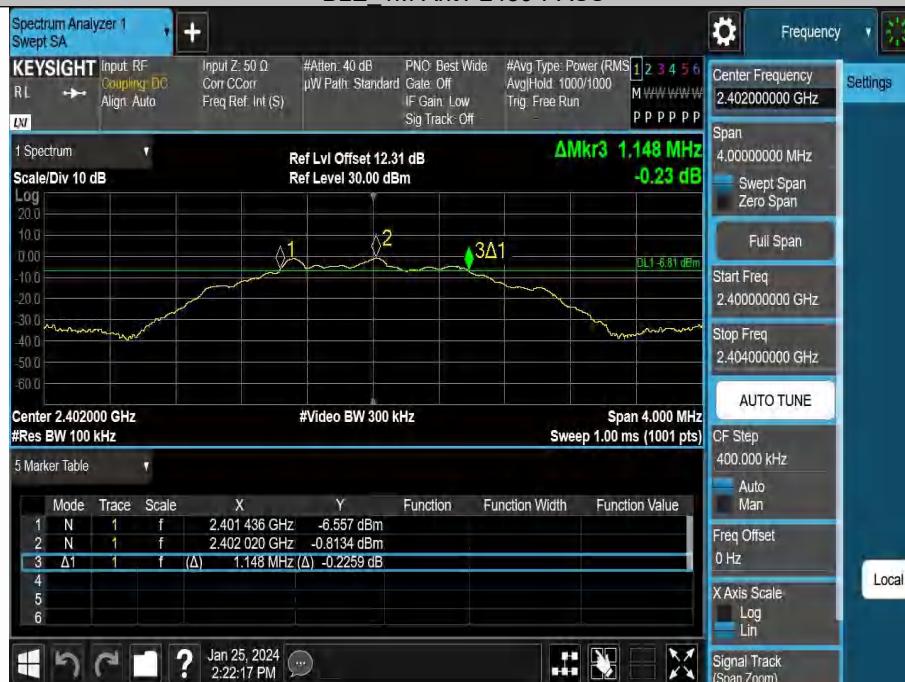 Spectrum Analyzer 1
Swept SA
+
Frequency
KEYSIGHT
RL
LXI
Input: RF
Coupling: DC
Align: Auto
Input Z: 50 Ω
Corr CCorr
Freq Ref: Int (S)
#Atten: 40 dB
µW Path: Standard
PNO: Best Wide
Gate: Off
IF Gain: Low
Sig Track: Off
#Avg Type: Power (RMS
Avg|Hold: 1000/1000
Trig: Free Run
1 2 3 4 5 6
M W W W W W
P P P P P P
1 Spectrum
Scale/Div 10 dB
Ref Lvl Offset 12.31 dB
Ref Level 30.00 dBm
ΔMkr3 1.148 MHz
-0.23 dB
Log
20.0
10.0
0.00
-10.0
-20.0
-30.0
-40.0
-50.0
-60.0
1
2
3Δ1
DL1 -6.81 dBm
Center 2.402000 GHz
#Video BW 300 kHz
Span 4.000 MHz
#Res BW 100 kHz
Sweep 1.00 ms (1001 pts)
5 Marker Table
Mode Trace Scale X Y Function Function Width Function Value
1 N 1 f 2.401 436 GHz -6.557 dBm
2 N 1 f 2.402 020 GHz -0.8134 dBm
3 Δ1 1 f (Δ) 1.148 MHz (Δ) -0.2259 dB
4
5
6
Jan 25, 2024
2:22:17 PM
Center Frequency
2.402000000 GHz
Settings
Span
4.00000000 MHz
Swept Span
Zero Span
Full Span
Start Freq
2.400000000 GHz
Stop Freq
2.404000000 GHz
AUTO TUNE
CF Step
400.000 kHz
Auto
Man
Freq Offset
0 Hz
Local
X Axis Scale
Log
Lin
Signal Track
(Span Zoom)